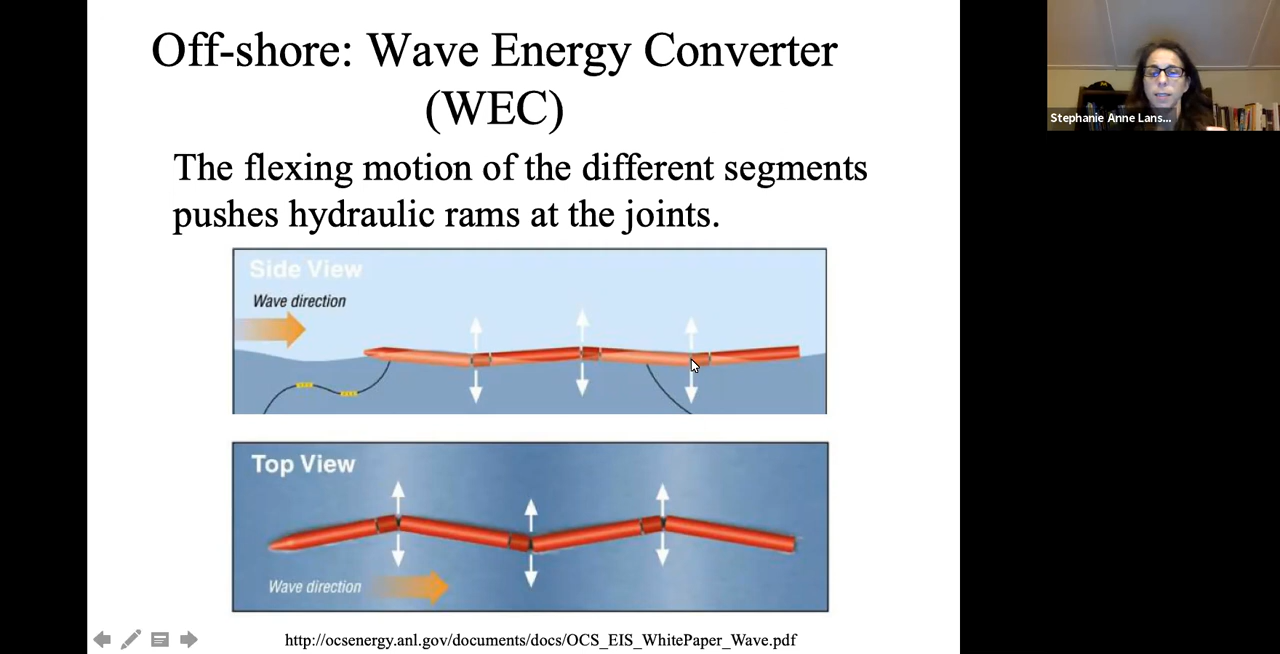 Off-shore: Wave Energy Converter
(WEC)
The flexing motion of the different segments
pushes hydraulic rams at the joints.
Side View
Wave direction
Top View
Wave direction
http://ocsenergy.anl.gov/documents/docs/OCS_EIS_WhitePaper_Wave.pdf
Stephanie Anne Lans...